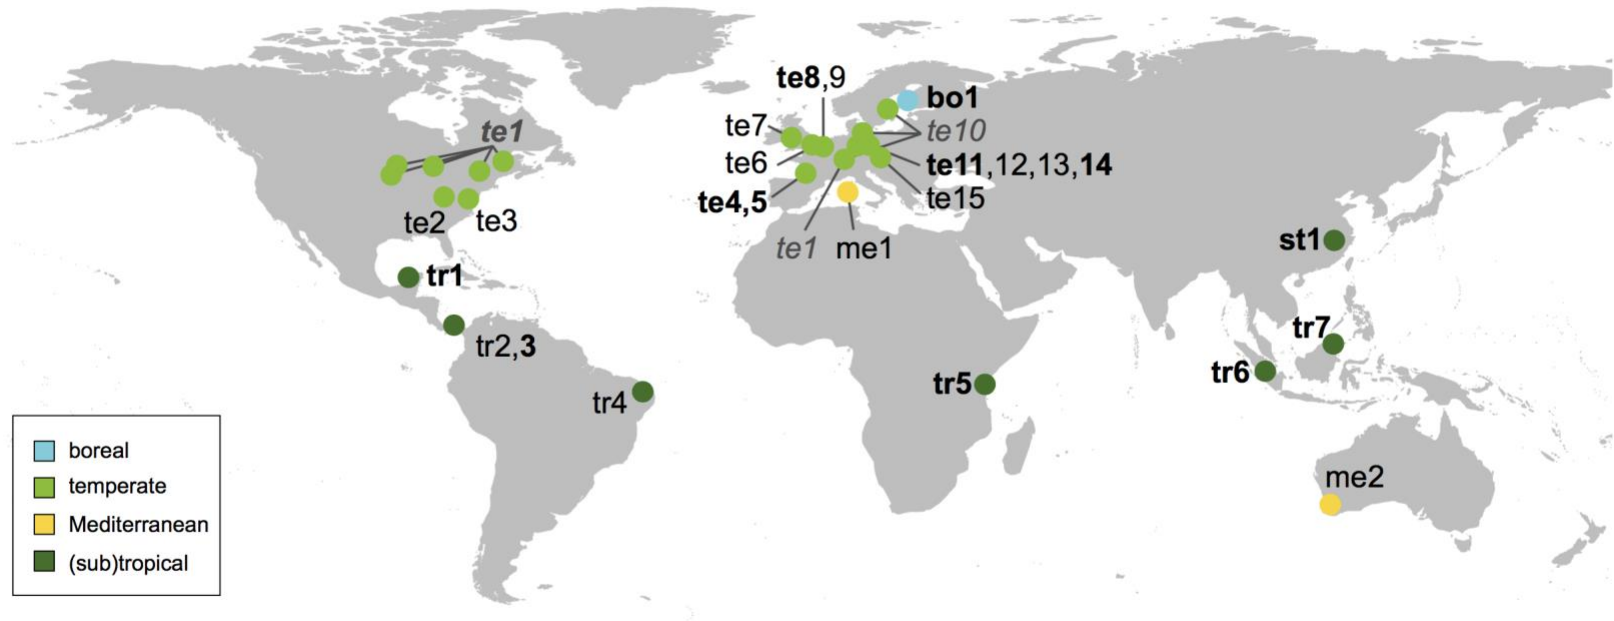 te8,9
bo1
te7
te10
te1
te6
te11,12,13,14
te4,5
te15
te2
te3
te1
me1
st1
tr1
tr7
tr2,3
tr6
tr5
tr4
boreal
me2
temperate
Mediterranean
(sub)tropical